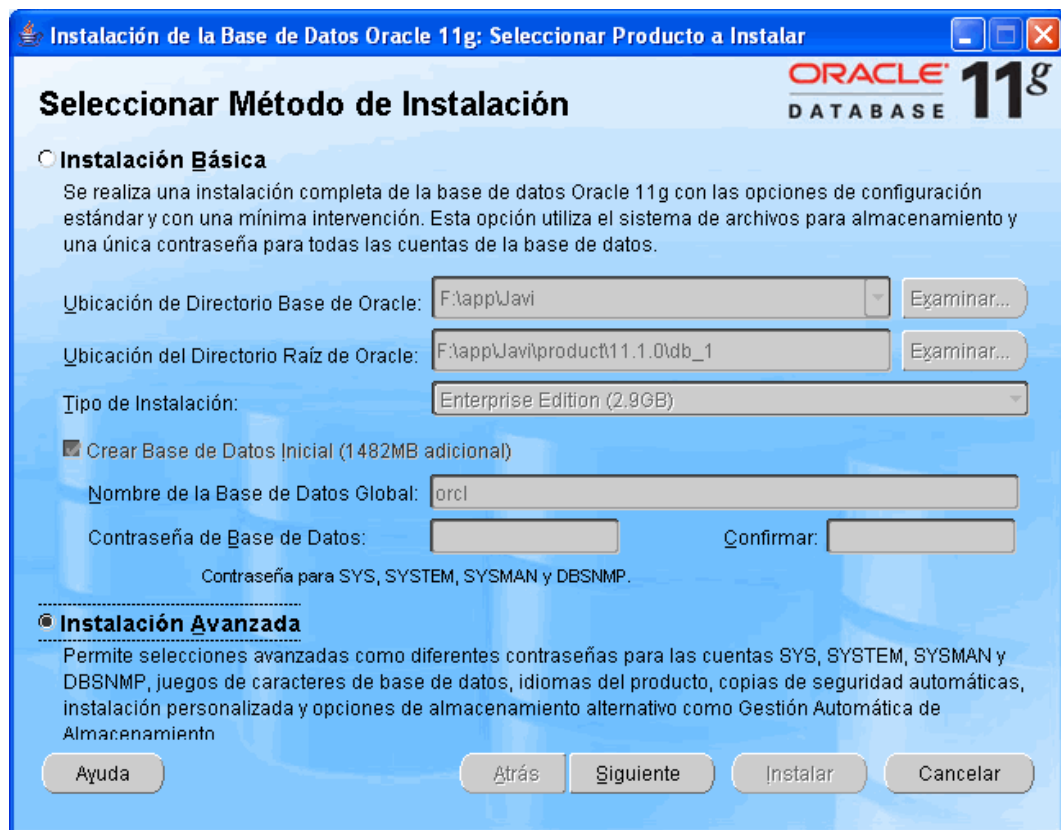 Instalación de la Base de Datos Oracle 11g: Seleccionar Producto a Instalar
ORACLE
DATABASE
11g
Seleccionar Método de Instalación
Instalación Básica
Se realiza una instalación completa de la base de datos Oracle 11g con las opciones de configuración
estándar y con una mínima intervención. Esta opción utiliza el sistema de archivos para almacenamiento y
una única contraseña para todas las cuentas de la base de datos.
Ubicación de Directorio Base de Oracle: F:\app\Javi Examinar...
Ubicación del Directorio Raíz de Oracle: F:\app\Javi\product\11.1.0\db_1 Examinar...
Tipo de Instalación: Enterprise Edition (2.9GB)
Crear Base de Datos Inicial (1482MB adicional)
Nombre de la Base de Datos Global: orcl
Contraseña de Base de Datos: Confirmar:
Contraseña para SYS, SYSTEM, SYSMAN y DBSNMP.
Instalación Avanzada
Permite selecciones avanzadas como diferentes contraseñas para las cuentas SYS, SYSTEM, SYSMAN y
DBSNMP, juegos de caracteres de base de datos, idiomas del producto, copias de seguridad automáticas,
instalación personalizada y opciones de almacenamiento alternativo como Gestión Automática de
Almacenamiento
Ayuda Atrás Siguiente Instalar Cancelar